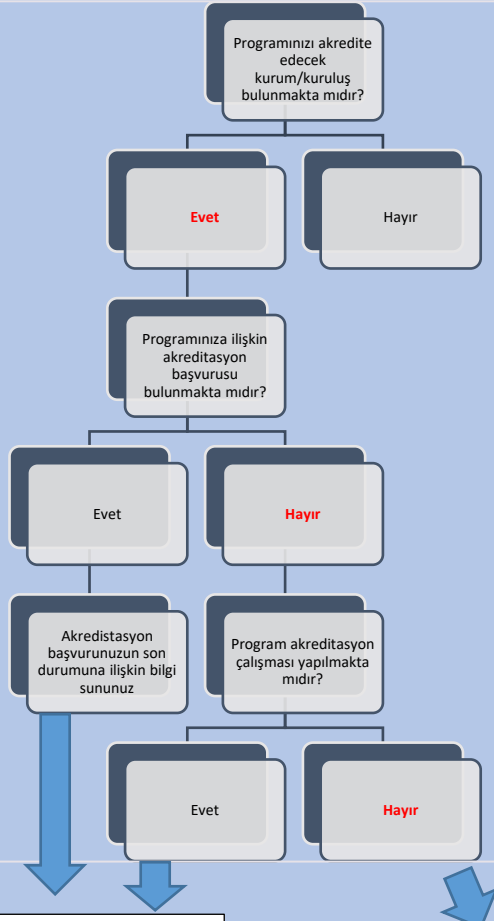 Programınızı akredite
edecek
kurum/kuruluş
bulunmakta mıdır?
Evet
Hayır
Programınıza ilişkin
akreditasyon
başvurusu
bulunmakta mıdır?
Evet
Hayır
Akredistasyon
başvurunuzun son
durumuna ilişkin bilgi
sununuz
Program akreditasyon
çalışması yapılmakta
mıdır?
Evet
Hayır